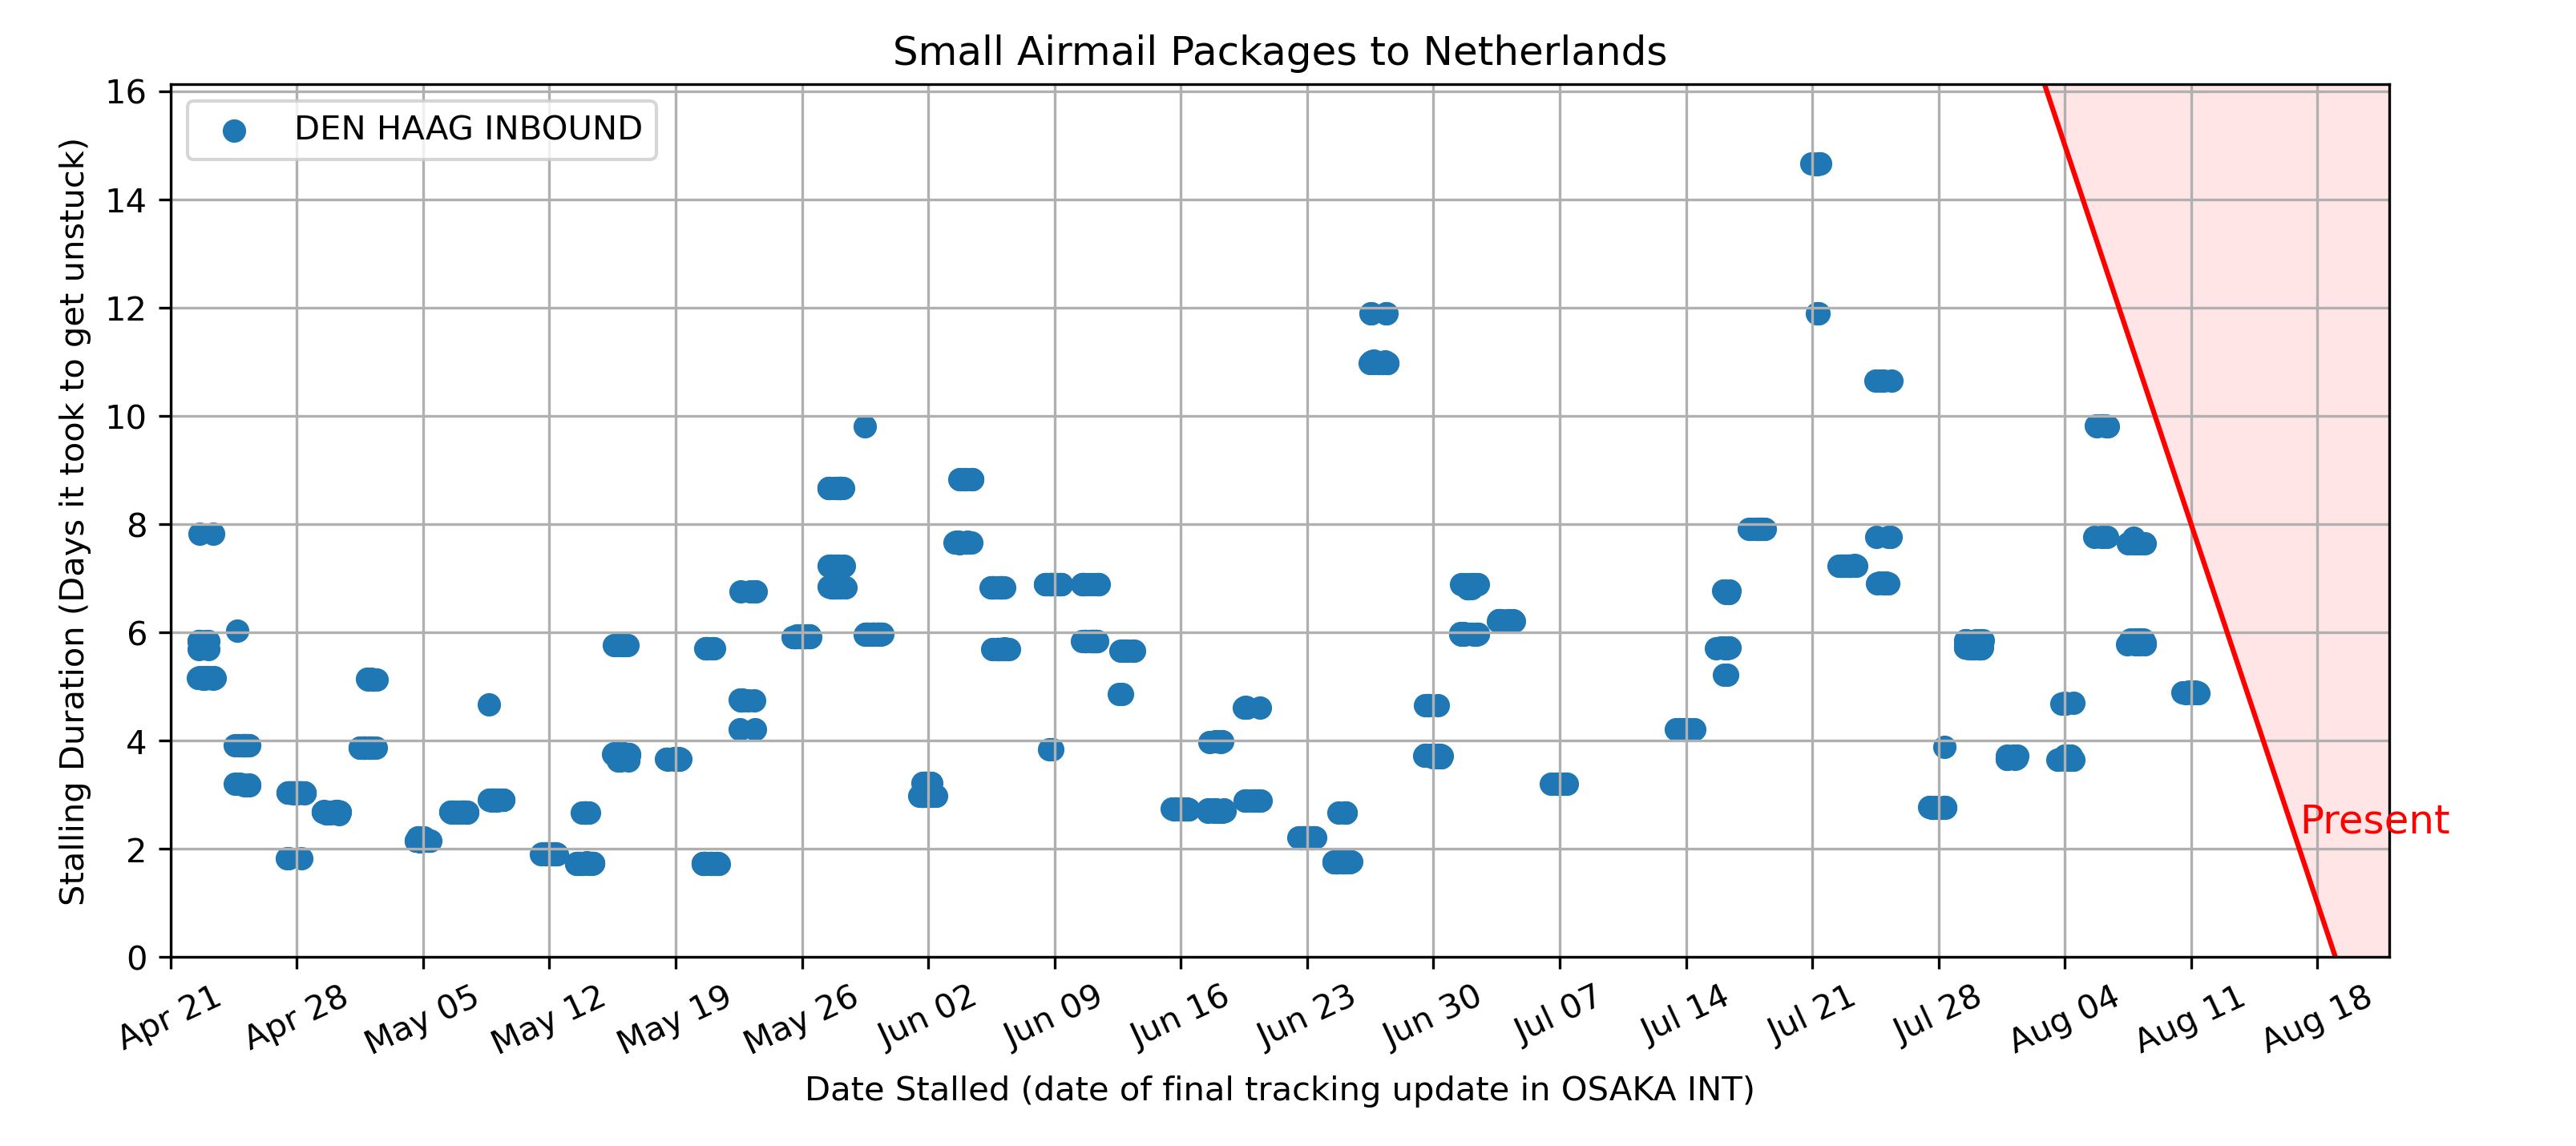 Small Airmail Packages to Netherlands
DEN HAAG INBOUND
Stalling Duration (Days it took to get unstuck)
16
14
12
10
8
6
4
2
0
Present
Apr 21
Apr 28
May 05
May 12
May 19
May 26
Jun 02
Jun 09
Jun 16
Jun 23
Jun 30
Jul 07
Jul 14
Jul 21
Jul 28
Aug 04
Aug 11
Aug 18
Date Stalled (date of final tracking update in OSAKA INT)